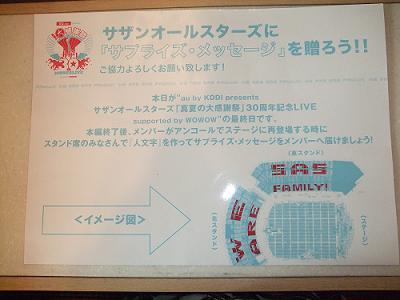 サザンオールスターズに
「サプライズ・メッセージ」を贈ろう!!
ご協力よろしくお願い致します!
本日が"au by KDDI presents
サザンオールスターズ「真夏の大感謝祭」30周年記念LIVE
supported by WOWOW"の最終日です。
本編終了後、メンバーがアンコールでステージに再登場する時に
スタンド席のみなさんで「人文字」を作ってサプライズ・メッセージをメンバーへ届けましょう!
<イメージ図>
(南スタンド)
SAS
FAMILY!
WE
ARE
(ステージ)